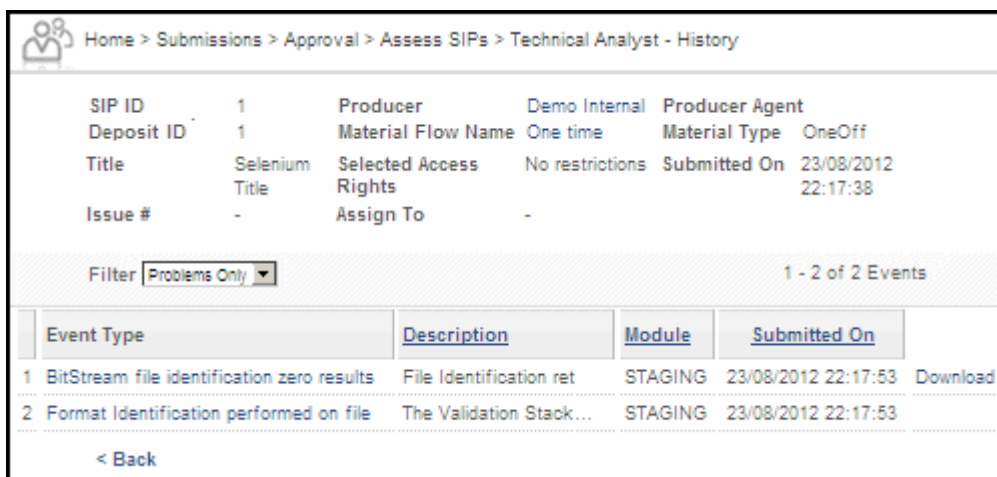 Home > Submissions > Approval > Assess SIPs > Technical Analyst - History
SIP ID 1 Producer Demo Internal Producer Agent
Deposit ID 1 Material Flow Name One time Material Type OneOff
Title Selenium Title Selected Access Rights No restrictions Submitted On 23/08/2012 22:17:38
Issue # - Assign To -
Filter Problems Only 1 - 2 of 2 Events
Event Type Description Module Submitted On
1 BitStream file identification zero results File Identification ret STAGING 23/08/2012 22:17:53 Download
2 Format Identification performed on file The Validation Stack... STAGING 23/08/2012 22:17:53
< Back